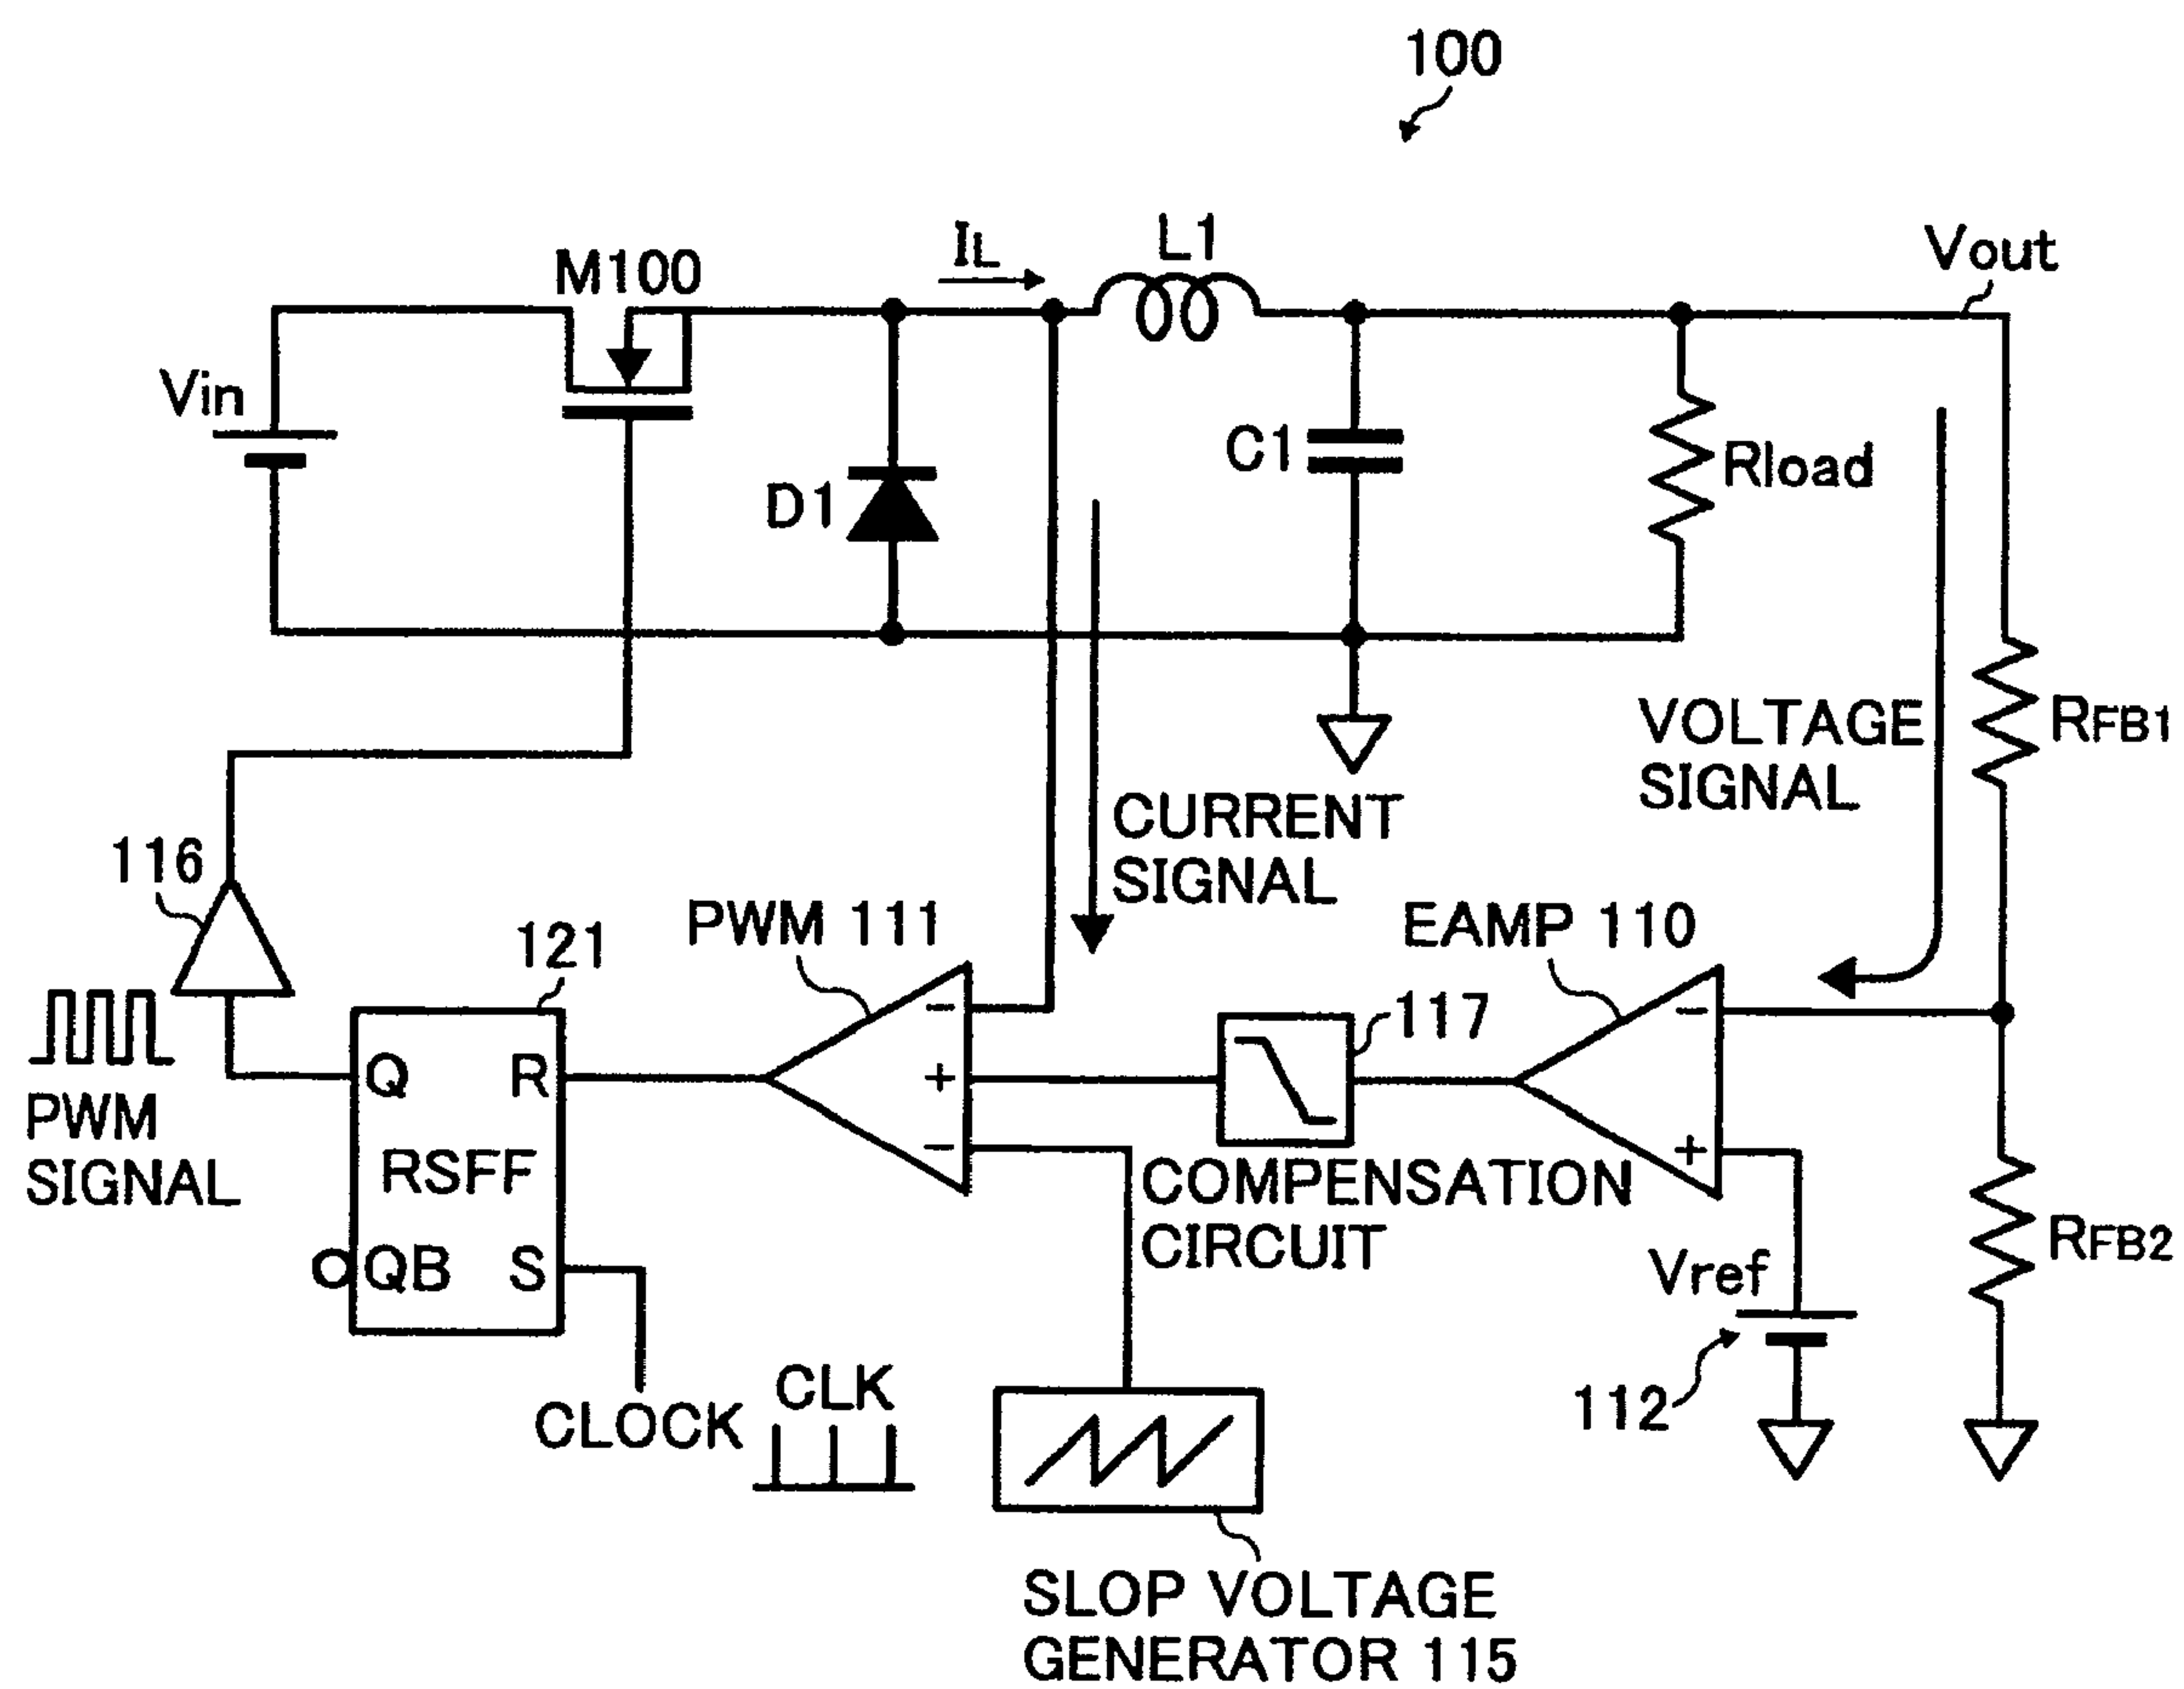 100
M100
IL
L1
Vout
Vin
D1
C1
Rload
VOLTAGE
SIGNAL
RFB1
CURRENT
SIGNAL
116
121
PWM 111
EAMP 110
-
+
-
117
-
+
Q
R
RSFF
QB
S
PWM
SIGNAL
COMPENSATION
CIRCUIT
Vref
RFB2
112
CLOCK
CLK
SLOP VOLTAGE
GENERATOR 115